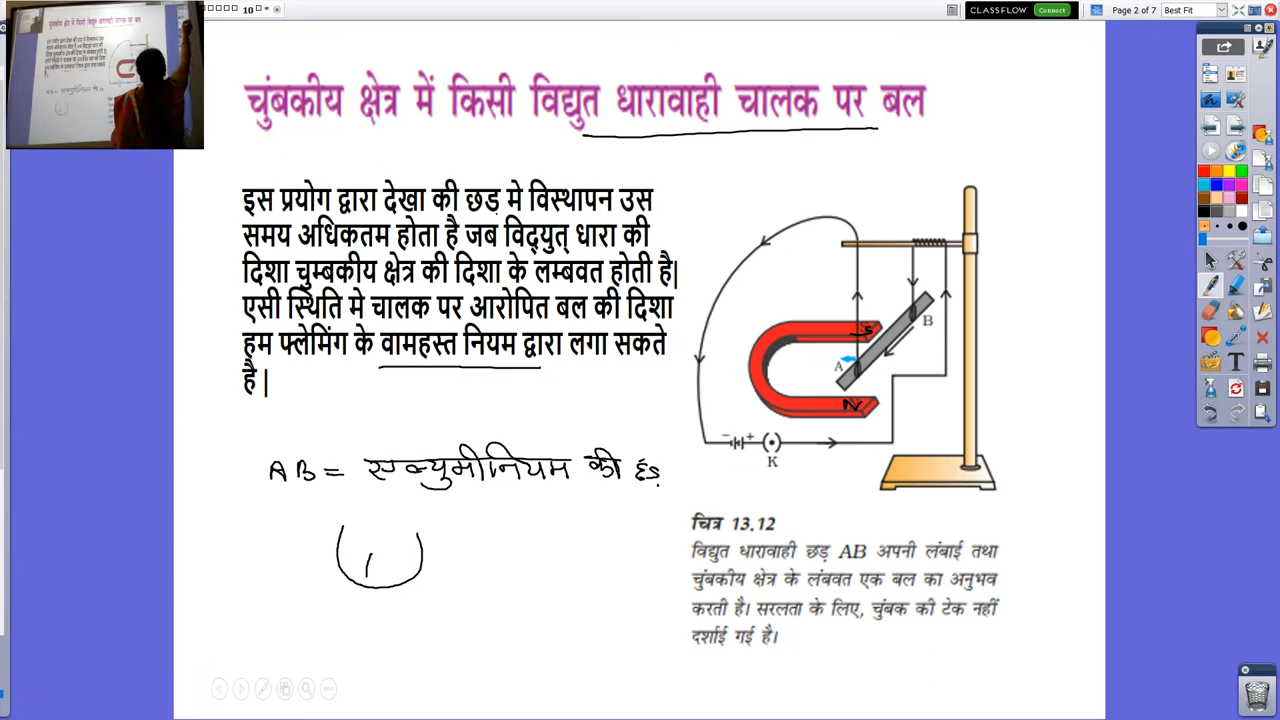 10
CLASSFLOW
Connect
Page 2 of 7
Best Fit
चुंबकीय क्षेत्र में किसी विद्युत धारावाही चालक पर बल
इस प्रयोग द्वारा देखा की छड़ मे विस्थापन उस
समय अधिकतम होता है जब विद्युत् धारा की
दिशा चुम्बकीय क्षेत्र की दिशा के लम्बवत होती है|
एसी स्थिति मे चालक पर आरोपित बल की दिशा
हम फ्लेमिंग के वामहस्त नियम द्वारा लगा सकते
है |
AB = एल्युमीनियम की छड़
S
B
A
N
- +
K
चित्र 13.12
विद्युत धारावाही छड़ AB अपनी लंबाई तथा
चुंबकीय क्षेत्र के लंबवत एक बल का अनुभव
करती है। सरलता के लिए, चुंबक की टेक नहीं
दर्शाई गई है।